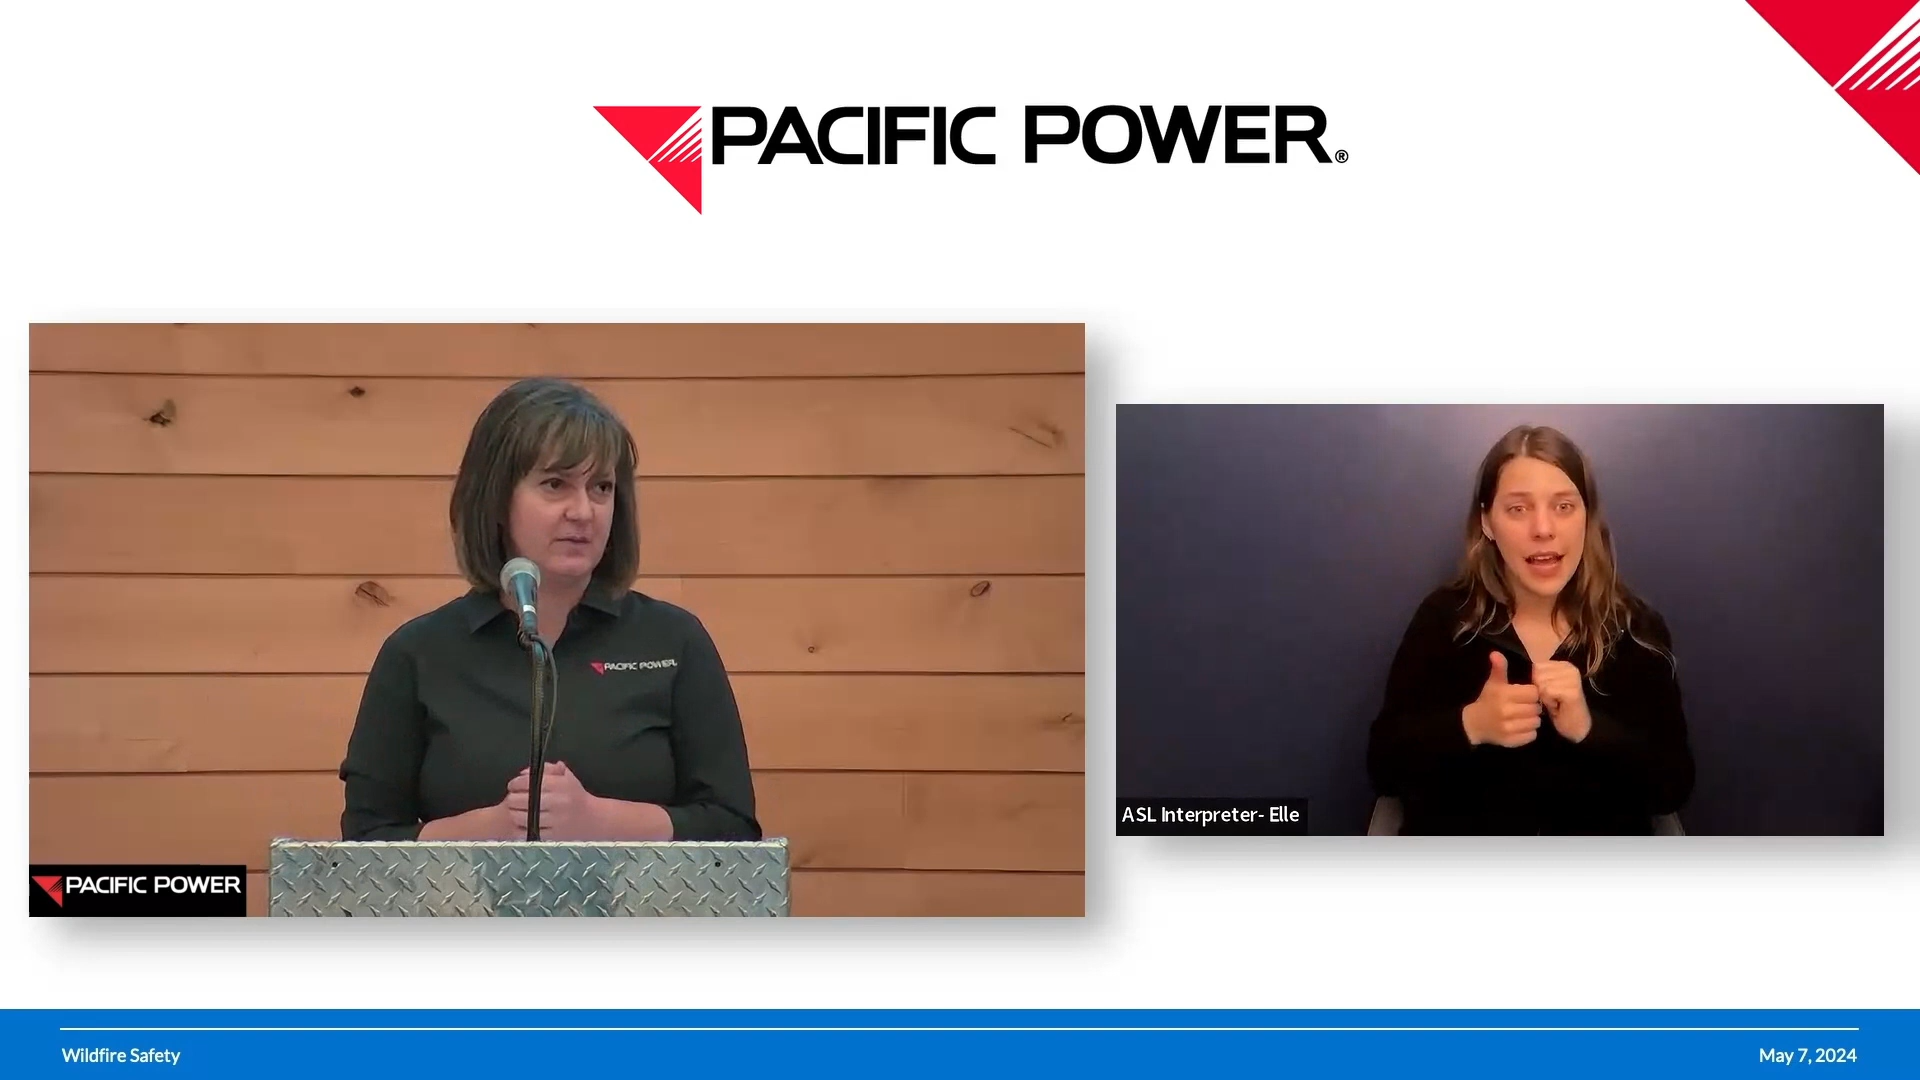 PACIFIC POWER®
PACIFIC POWER
ASL Interpreter- Elle
PACIFIC POWER
Wildfire Safety
May 7, 2024